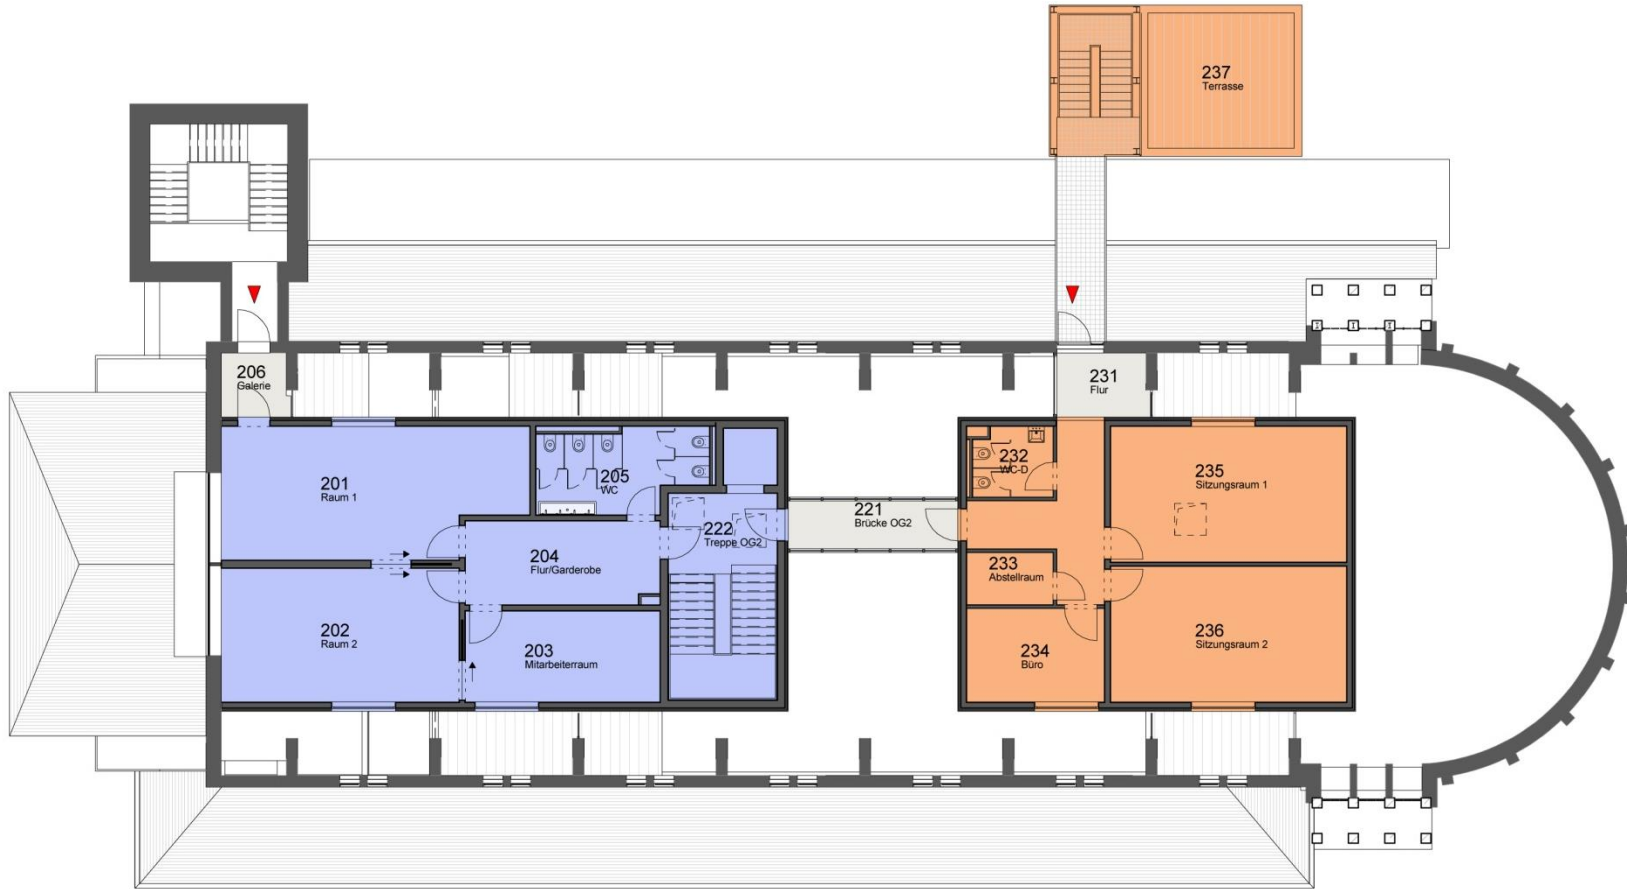 237
Terrasse
206
Galerie
231
Flur
201
Raum 1
205
WC
232
WC-D
235
Sitzungsraum 1
221
Brücke OG2
222
Treppe OG2
204
Flur/Garderobe
233
Abstellraum
202
Raum 2
203
Mitarbeiterraum
234
Büro
236
Sitzungsraum 2